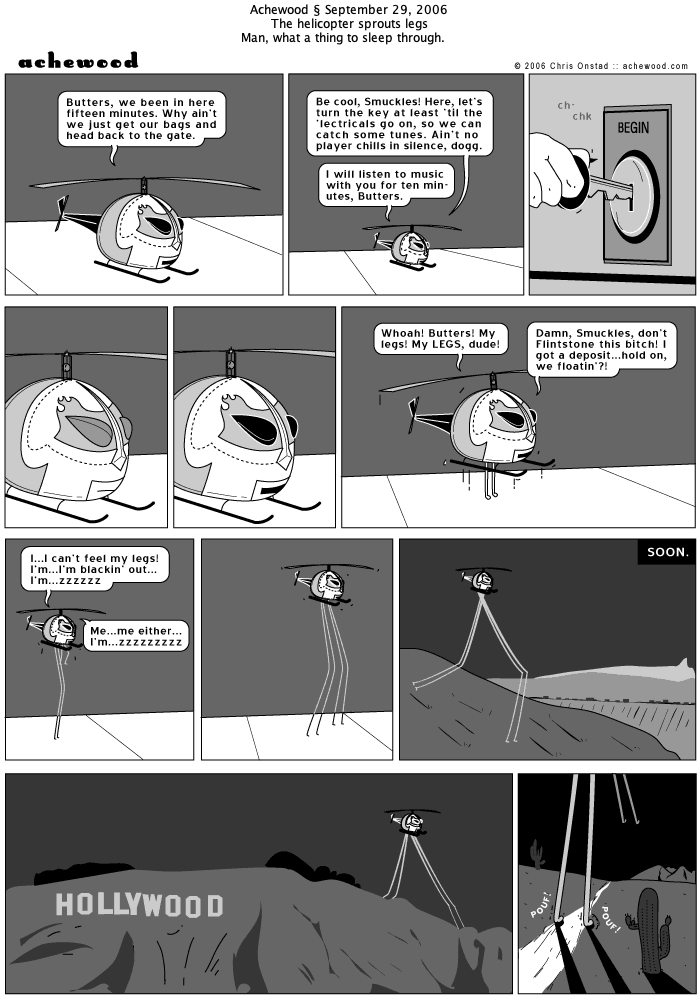 Achewood § September 29, 2006
The helicopter sprouts legs
Man, what a thing to sleep through.
achewood
© 2006 Chris Onstad :: achewood.com
Butters, we been in here
fifteen minutes. Why ain't
we just get our bags and
head back to the gate.
Be cool, Smuckles! Here, let's
turn the key at least 'til the
'lectricals go on, so we can
catch some tunes. Ain't no
player chills in silence, dogg.
I will listen to music
with you for ten min-
utes, Butters.
ch-
chk
BEGIN
Whoah! Butters! My
legs! My LEGS, dude!
Damn, Smuckles, don't
Flintstone this bitch! I
got a deposit...hold on,
we floatin'?!
I...I can't feel my legs!
I'm...I'm blackin' out...
I'm...zzzzzz
Me...me either...
I'm...zzzzzzzzz
SOON.
HOLLYWOOD
POUF!
POUF!